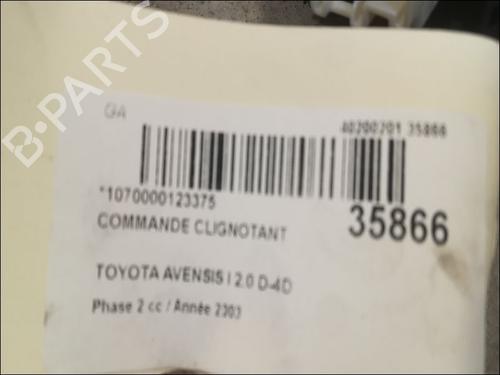 B-PARTS
GA
40200201 35866
*1070000123375
COMMANDE CLIGNOTANT
35866
TOYOTA AVENSIS I 2.0 D-4D
Phase 2 cc / Année 2003